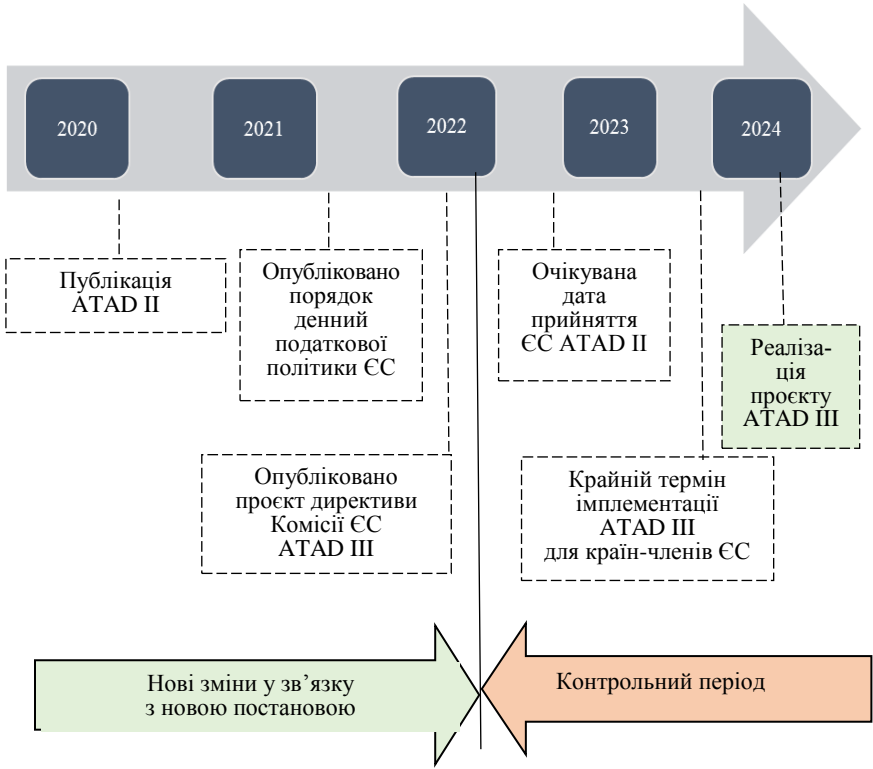 2020
2021
2022
2023
2024
Публікація
ATAD II
Опубліковано
порядок
денний
податкової
політики ЄС
Очікувана
дата
прийняття
ЄС ATAD II
Реаліза-
ція
проєкту
ATAD III
Опубліковано
проєкт директиви
Комісії ЄС
ATAD III
Крайній термін
імплементації
ATAD III
для країн-членів ЄС
Нові зміни у зв’язку
з новою постановою
Контрольний період